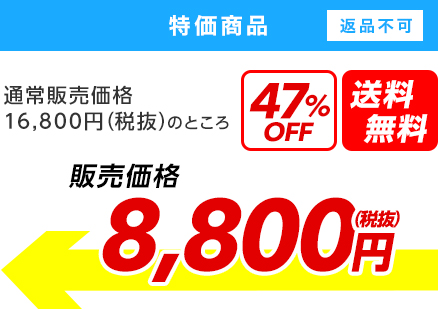 特価商品
返品不可
通常販売価格
16,800円(税抜)のところ
47%
OFF
送料
無料
販売価格
8,800円(税抜)